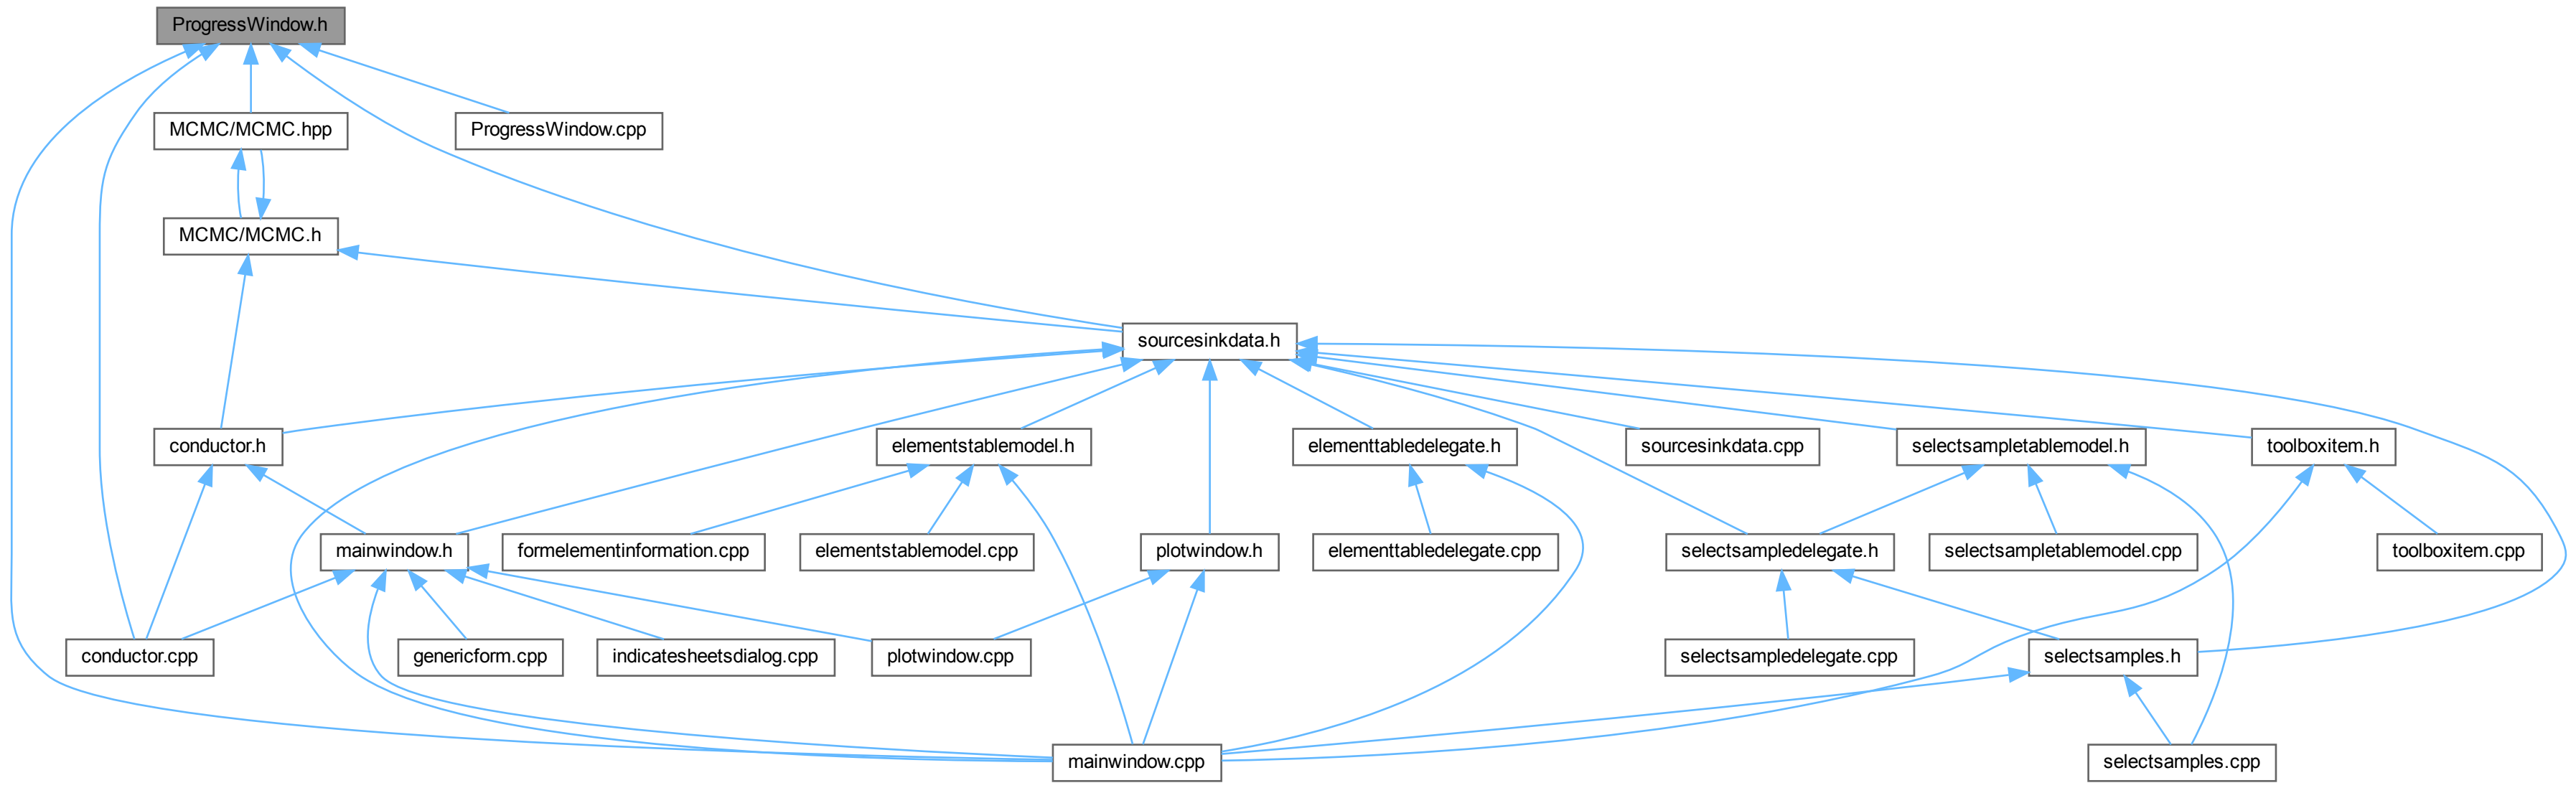 ProgressWindow.h
MCMC/MCMC.hpp
ProgressWindow.cpp
MCMC/MCMC.h
sourcesinkdata.h
conductor.h
elementstablemodel.h
elementtabledelegate.h
sourcesinkdata.cpp
selectsampletablemodel.h
toolboxitem.h
mainwindow.h
formelementinformation.cpp
elementstablemodel.cpp
plotwindow.h
elementtabledelegate.cpp
selectsampledelegate.h
selectsampletablemodel.cpp
toolboxitem.cpp
conductor.cpp
genericform.cpp
indicatesheetsdialog.cpp
plotwindow.cpp
selectsampledelegate.cpp
selectsamples.h
mainwindow.cpp
selectsamples.cpp